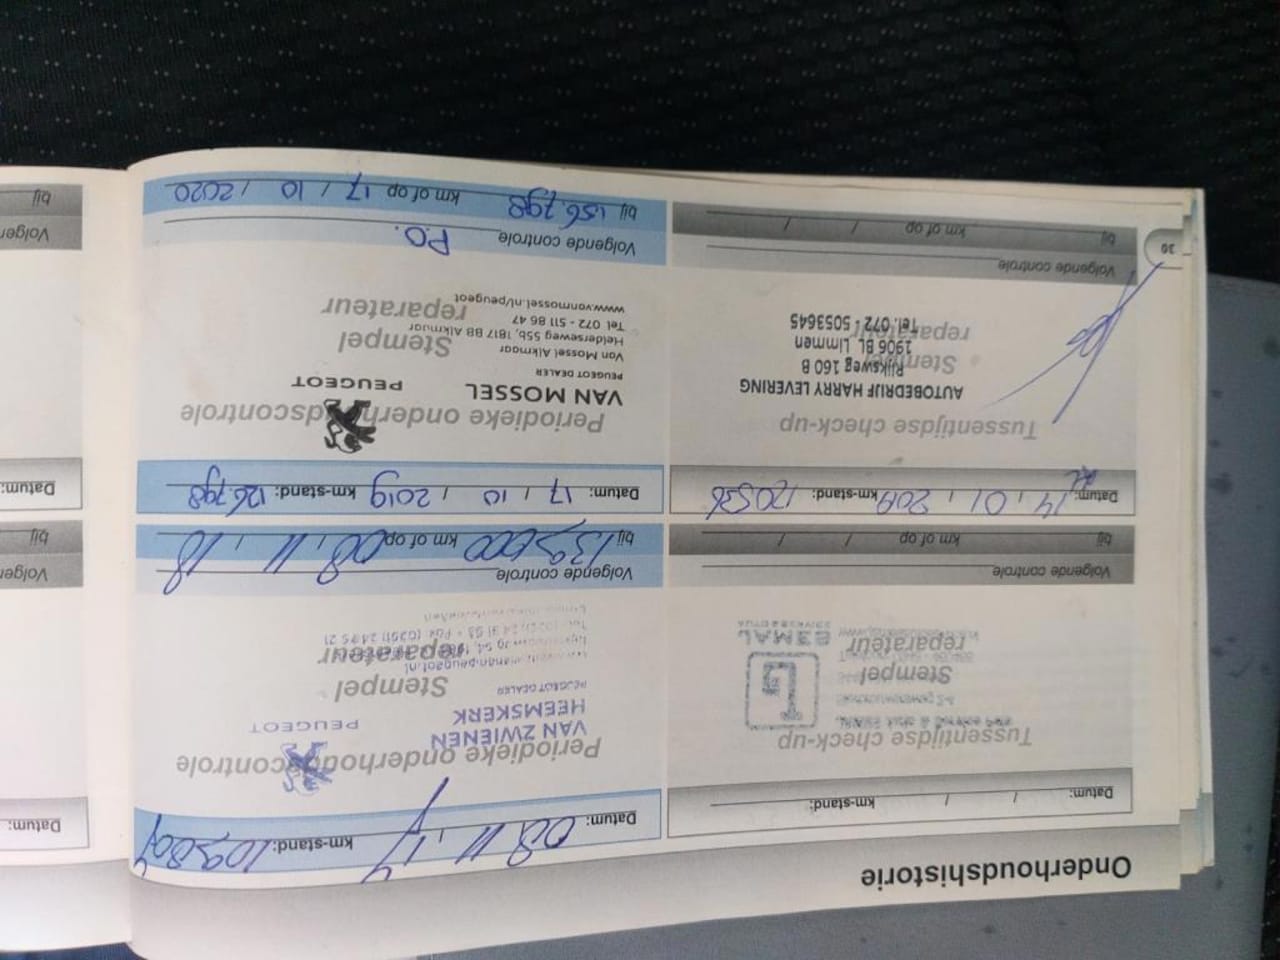 Onderhoudshistorie
Datum: / / km-stand:
Tussentijdse check-up
Stempel
reparateur
Volgende controle
bij km of op / /
Datum: 14 / 01 / 2019 km-stand: 120536
Tussentijdse check-up
AUTOBEDRIJF HARRY LEVERING
Rijksweg 160 B
Stempel
1906 BL Limmen
reparateur
Tel. 072 - 5053645
Volgende controle
bij km of op / /
30
Datum: 08 / 11 / 17 km-stand:
Periodieke onderhoudscontrole
VAN ZWIENEN
HEEMSKERK
PEUGEOT
PEUGEOT DEALER
Stempel
reparateur
Volgende controle
bij km of op 08 / 11 / 18
Datum: 17 / 10 / 2019 km-stand: 126.798
Periodieke onderhoudscontrole
VAN MOSSEL
PEUGEOT
PEUGEOT DEALER
Van Mossel Alkmaar
Stempel
Helderseweg 55b, 1817 BB Alkmaar
Tel. 072 - 511 86 47
reparateur
www.vanmossel.nl/peugeot
Volgende controle P.O.
bij 156.798 km of op 17 / 10 / 2020
Datum:
bij
Datum:
bij